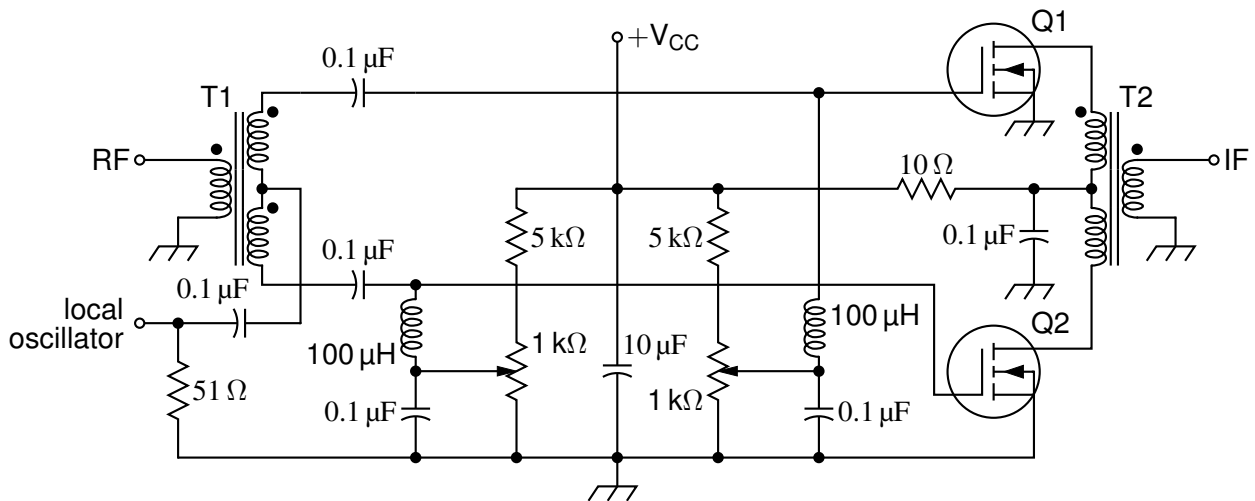 Q1
+V_CC
0.1 µF
T1
T2
RF
10 Ω
IF
5 kΩ
5 kΩ
0.1 µF
0.1 µF
0.1 µF
local
oscillator
100 µH
Q2
100 µH
1 kΩ
10 µF
51 Ω
1 kΩ
0.1 µF
0.1 µF